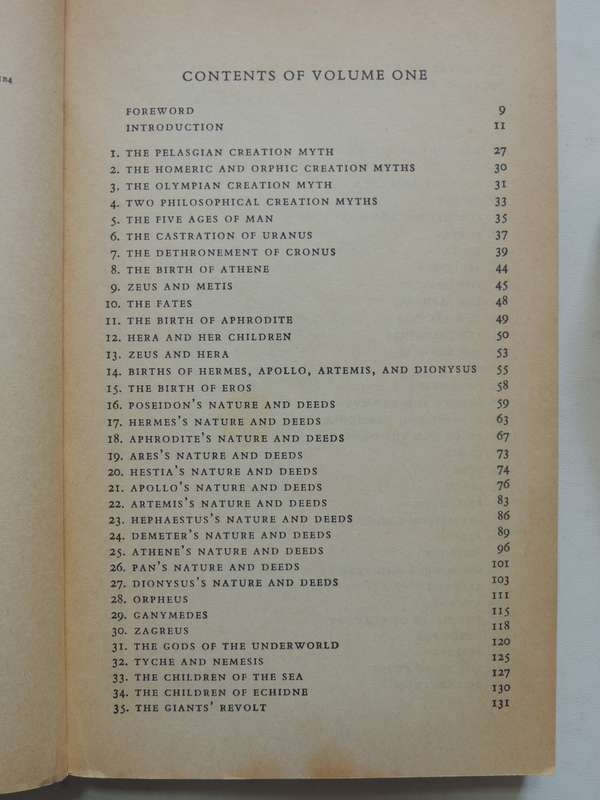 CONTENTS OF VOLUME ONE
FOREWORD 9
INTRODUCTION 11
1. THE PELASGIAN CREATION MYTH 27
2. THE HOMERIC AND ORPHIC CREATION MYTHS 30
3. THE OLYMPIAN CREATION MYTH 31
4. TWO PHILOSOPHICAL CREATION MYTHS 33
5. THE FIVE AGES OF MAN 35
6. THE CASTRATION OF URANUS 37
7. THE DETHRONEMENT OF CRONUS 39
8. THE BIRTH OF ATHENE 44
9. ZEUS AND METIS 45
10. THE FATES 48
11. THE BIRTH OF APHRODITE 49
12. HERA AND HER CHILDREN 50
13. ZEUS AND HERA 53
14. BIRTHS OF HERMES, APOLLO, ARTEMIS, AND DIONYSUS 55
15. THE BIRTH OF EROS 58
16. POSEIDON'S NATURE AND DEEDS 59
17. HERMES'S NATURE AND DEEDS 63
18. APHRODITE'S NATURE AND DEEDS 67
19. ARES'S NATURE AND DEEDS 73
20. HESTIA'S NATURE AND DEEDS 74
21. APOLLO'S NATURE AND DEEDS 76
22. ARTEMIS'S NATURE AND DEEDS 83
23. HEPHAESTUS'S NATURE AND DEEDS 86
24. DEMETER'S NATURE AND DEEDS 89
25. ATHENE'S NATURE AND DEEDS 96
26. PAN'S NATURE AND DEEDS 101
27. DIONYSUS'S NATURE AND DEEDS 103
28. ORPHEUS 111
29. GANYMEDES 115
30. ZAGREUS 118
31. THE GODS OF THE UNDERWORLD 120
32. TYCHE AND NEMESIS 125
33. THE CHILDREN OF THE SEA 127
34. THE CHILDREN OF ECHIDNE 130
35. THE GIANTS' REVOLT 131